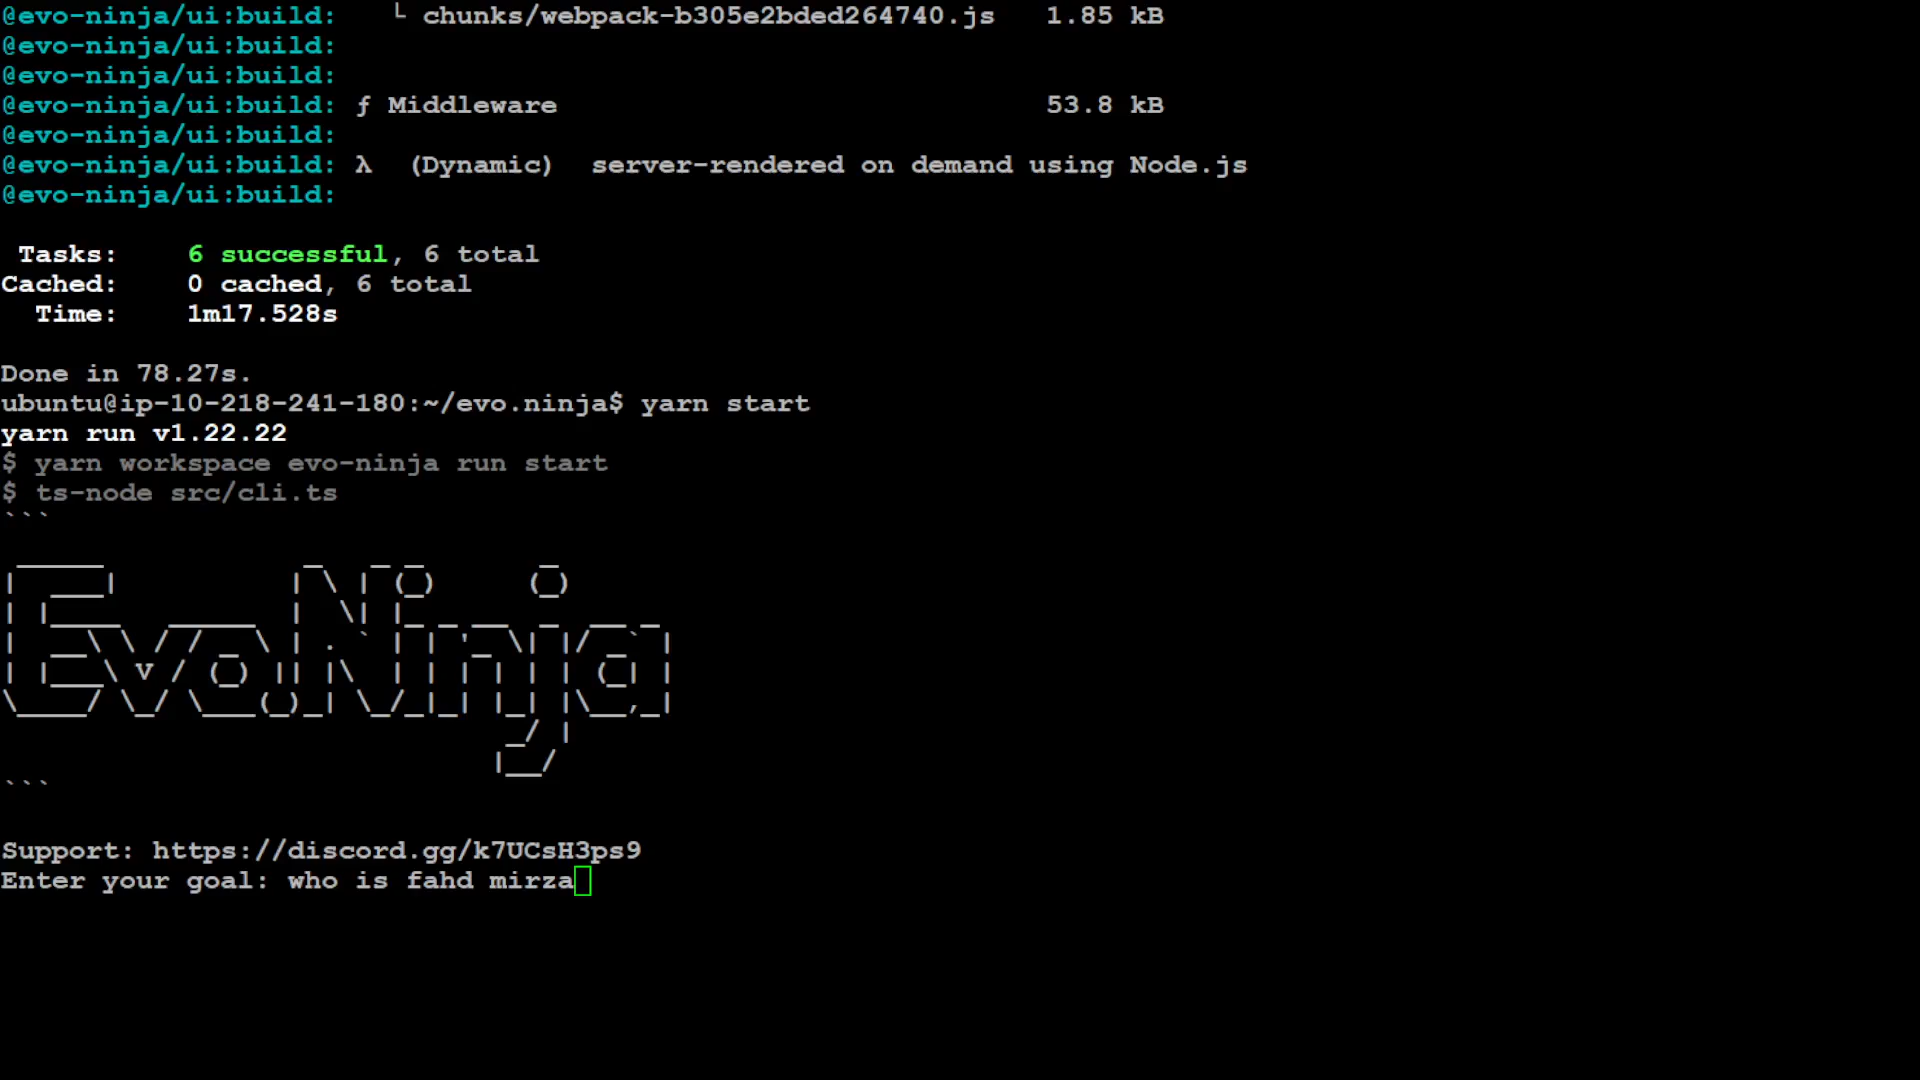 @evo-ninja/ui:build:   └ chunks/webpack-b305e2bded264740.js   1.85 kB
@evo-ninja/ui:build:
@evo-ninja/ui:build:
@evo-ninja/ui:build: ƒ Middleware                             53.8 kB
@evo-ninja/ui:build:
@evo-ninja/ui:build: λ  (Dynamic)  server-rendered on demand using Node.js
@evo-ninja/ui:build:
Tasks:    6 successful, 6 total
Cached:    0 cached, 6 total
Time:    1m17.528s
Done in 78.27s.
ubuntu@ip-10-218-241-180:~/evo.ninja$ yarn start
yarn run v1.22.22
$ yarn workspace evo-ninja run start
$ ts-node src/cli.ts
```
Evo.Ninja
```
Support: https://discord.gg/k7UCsH3ps9
Enter your goal: who is fahd mirza